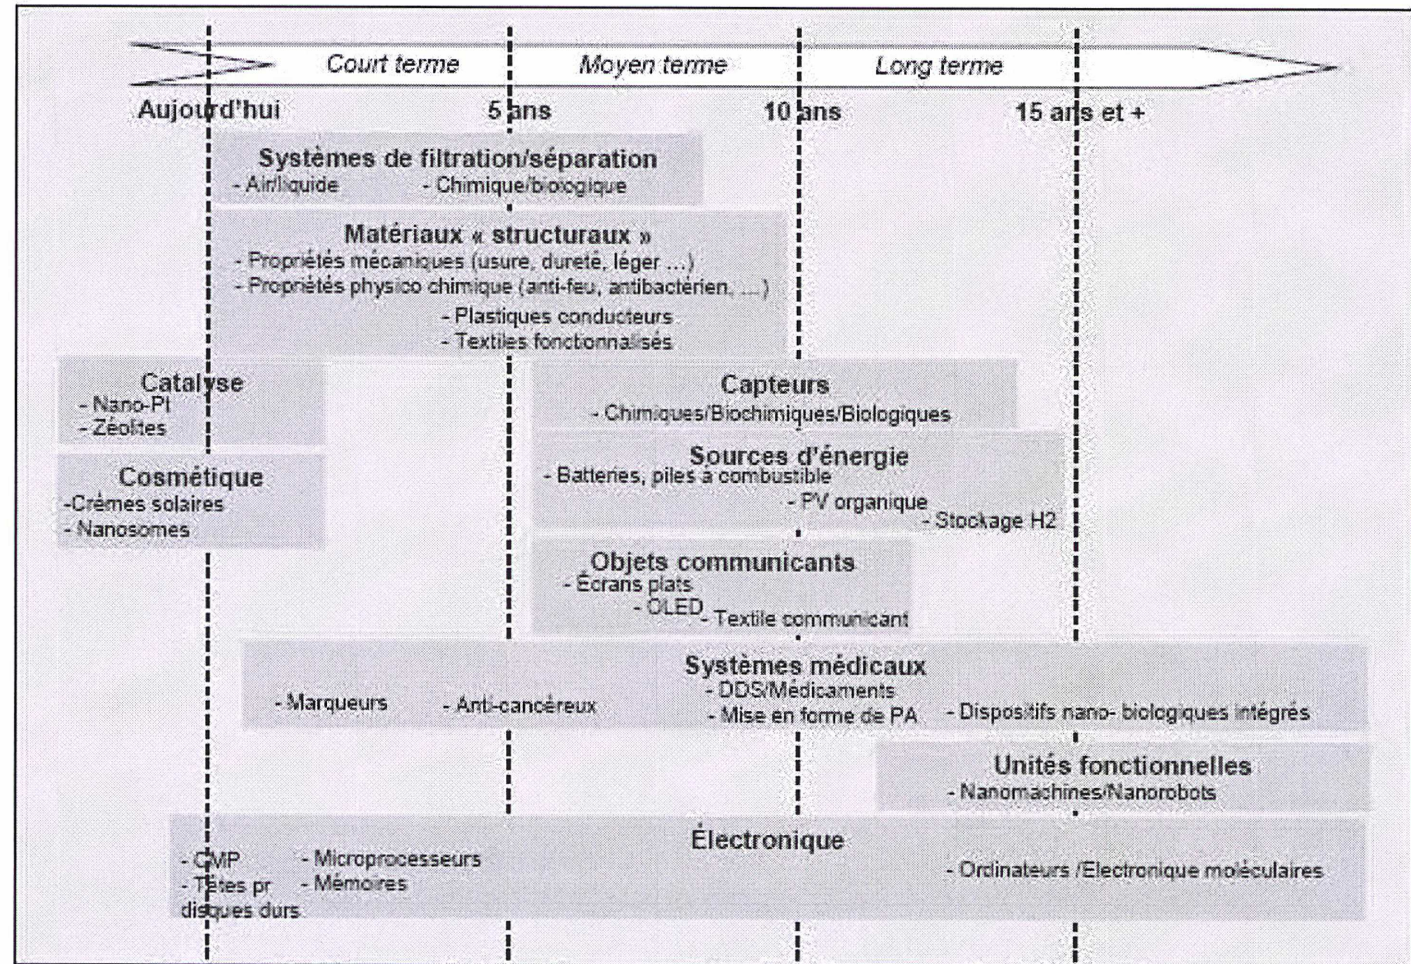 Court terme Moyen terme Long terme
Aujourd'hui 5 ans 10 ans 15 ans et +
Systèmes de filtration/séparation
- Air/liquide - Chimique/biologique
Matériaux « structuraux »
- Propriétés mécaniques (usure, dureté, léger ...)
- Propriétés physico chimique (anti-feu, antibactérien, ...)
- Plastiques conducteurs
- Textiles fonctionnalisés
Catalyse
- Nano-Pt
- Zéolites
Capteurs
- Chimiques/Biochimiques/Biologiques
Cosmétique
-Crèmes solaires
- Nanosomes
Sources d'énergie
- Batteries, piles à combustible
- PV organique
- Stockage H2
Objets communicants
- Écrans plats
- OLED
- Textile communicant
Systèmes médicaux
- Marqueurs
- Anti-cancéreux
- DDS/Médicaments
- Mise en forme de PA
- Dispositifs nano- biologiques intégrés
Unités fonctionnelles
- Nanomachines/Nanorobots
Électronique
- CMP
- Têtes pr
disques durs
- Microprocesseurs
- Mémoires
- Ordinateurs /Electronique moléculaires